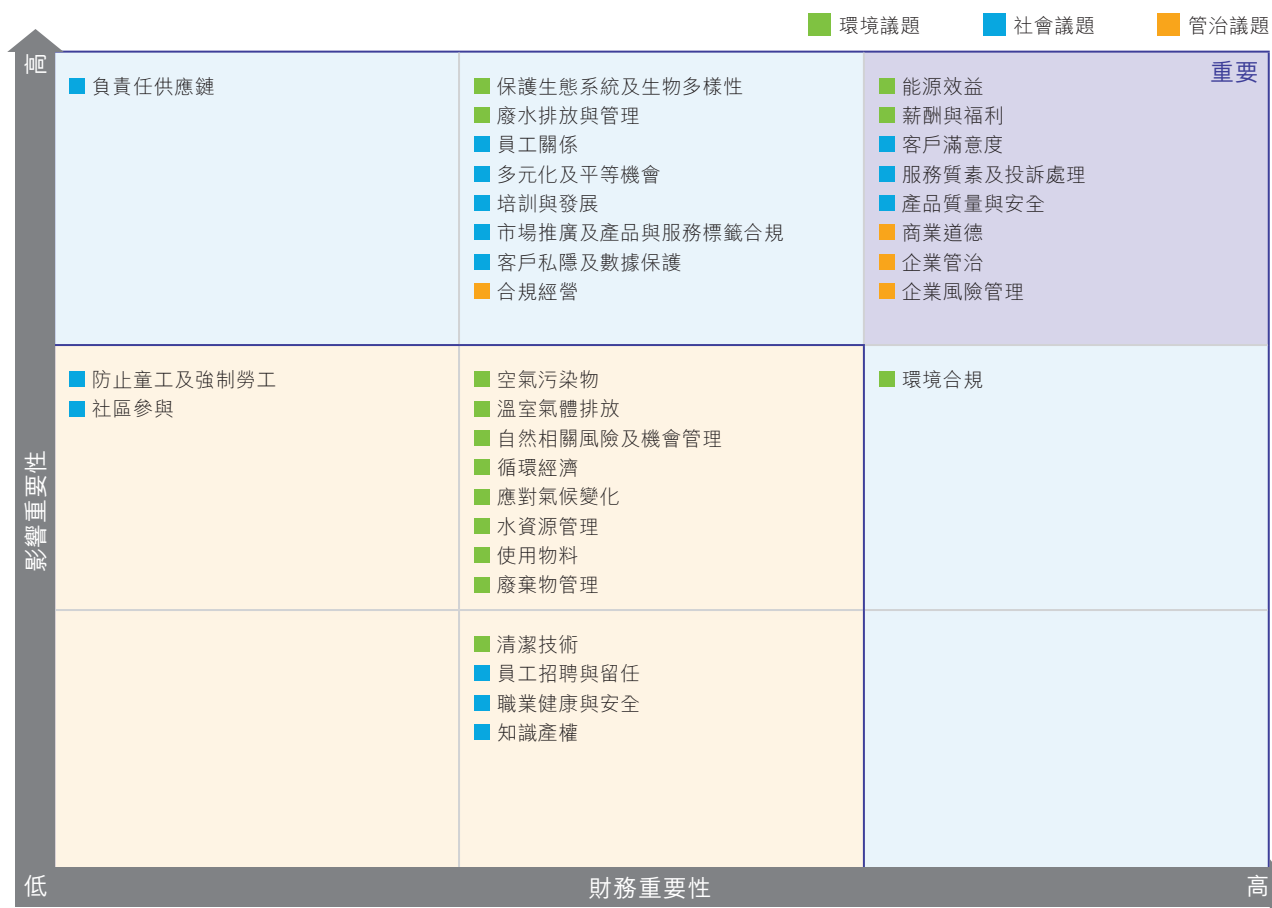 環境議題
社會議題
管治議題
高
重要
負責任供應鏈
保護生態系統及生物多樣性
廢水排放與管理
員工關係
多元化及平等機會
培訓與發展
市場推廣及產品與服務標籤合規
客戶私隱及數據保護
合規經營
能源效益
薪酬與福利
客戶滿意度
服務質素及投訴處理
產品質量與安全
商業道德
企業管治
企業風險管理
影響重要性
防止童工及強制勞工
社區參與
空氣污染物
溫室氣體排放
自然相關風險及機會管理
循環經濟
應對氣候變化
水資源管理
使用物料
廢棄物管理
環境合規
清潔技術
員工招聘與留任
職業健康與安全
知識產權
低
財務重要性
高